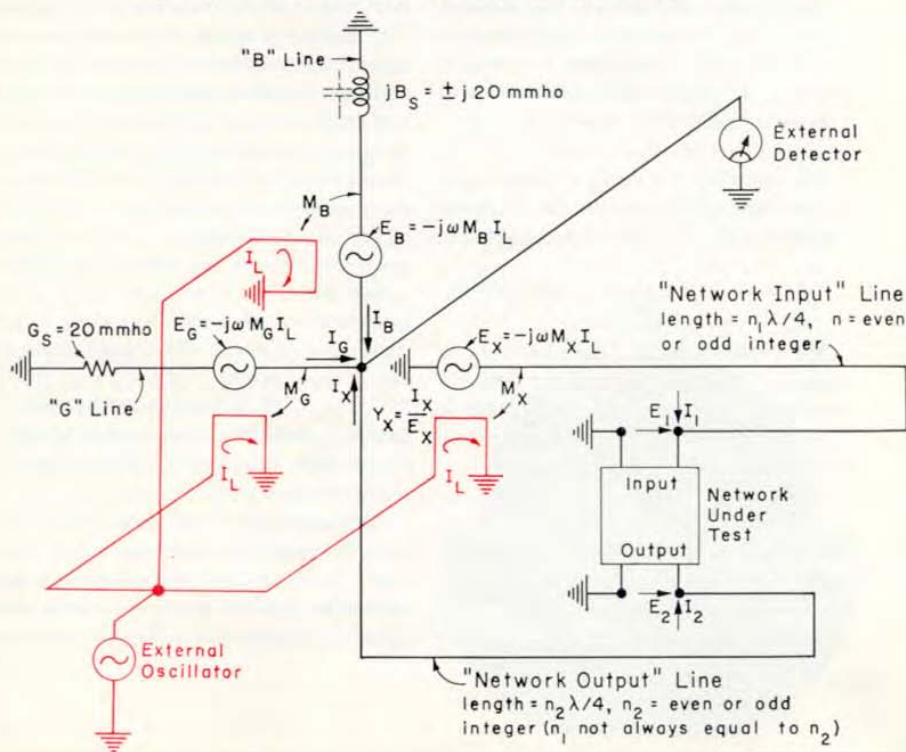 "B" Line
jB_S = ± j 20 mmho
External
Detector
M_B
E_B = -jωM_B I_L
I_L
"Network Input" Line
length = n_1 λ/4, n = even
or odd integer
G_S = 20 mmho
E_G = -jωM_G I_L
I_G
I_B
E_X = -jωM_X I_L
"G" Line
M_G
I_X
Y_X = I_X/E_X
M_X
I_L
I_L
E_1
I_1
Input
Output
Network
Under
Test
E_2
I_2
External
Oscillator
"Network Output" Line
length = n_2 λ/4, n_2 = even or odd
integer (n_1 not always equal to n_2)